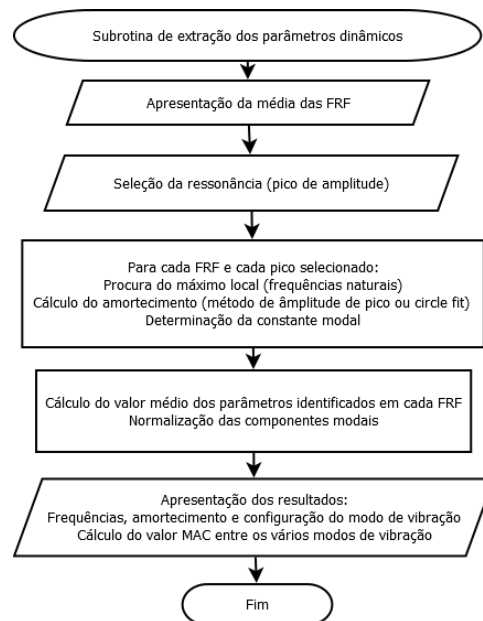 Subrotina de extração dos parâmetros dinâmicos
Apresentação da média das FRF
Seleção da ressonância (pico de amplitude)
Para cada FRF e cada pico selecionado:
Procura do máximo local (frequências naturais)
Cálculo do amortecimento (método de âmplitude de pico ou circle fit)
Determinação da constante modal
Cálculo do valor médio dos parâmetros identificados em cada FRF
Normalização das componentes modais
Apresentação dos resultados:
Frequências, amortecimento e configuração do modo de vibração
Cálculo do valor MAC entre os vários modos de vibração
Fim